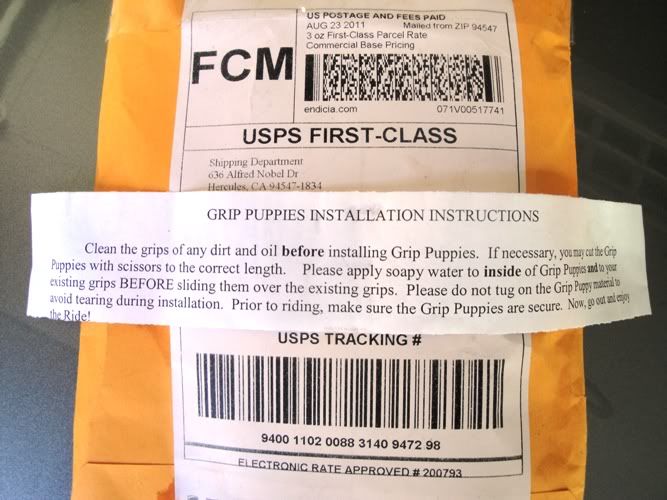 US POSTAGE AND FEES PAID
AUG 23 2011 Mailed from ZIP 94547
3 oz First-Class Parcel Rate
Commercial Base Pricing
FCM
endicia.com 071V00517741
USPS FIRST-CLASS
Shipping Department
636 Alfred Nobel Dr
Hercules, CA 94547-1834
GRIP PUPPIES INSTALLATION INSTRUCTIONS
Clean the grips of any dirt and oil before installing Grip Puppies. If necessary, you may cut the Grip
Puppies with scissors to the correct length. Please apply soapy water to inside of Grip Puppies and to your
existing grips BEFORE sliding them over the existing grips. Please do not tug on the Grip Puppy material to
avoid tearing during installation. Prior to riding, make sure the Grip Puppies are secure. Now, go out and enjoy
the Ride!
USPS TRACKING #
9400 1102 0088 3140 9472 98
ELECTRONIC RATE APPROVED # 200793